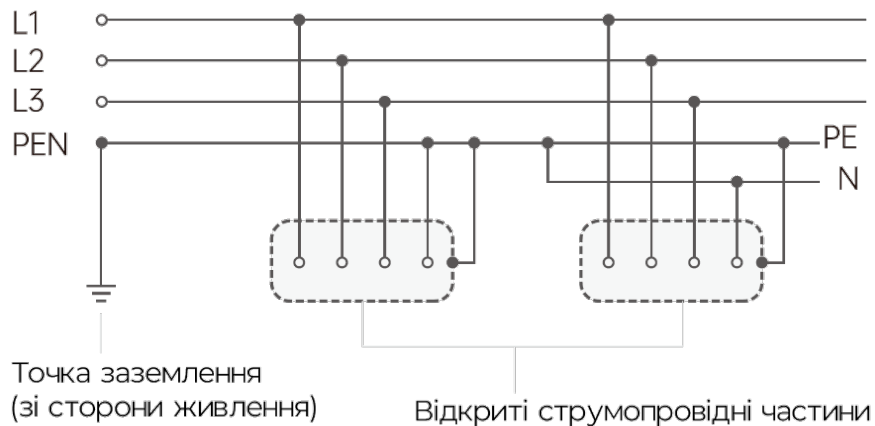 L1
L2
L3
PEN
PE
N
Точка заземлення
(зі сторони живлення)
Відкриті струмопровідні частини